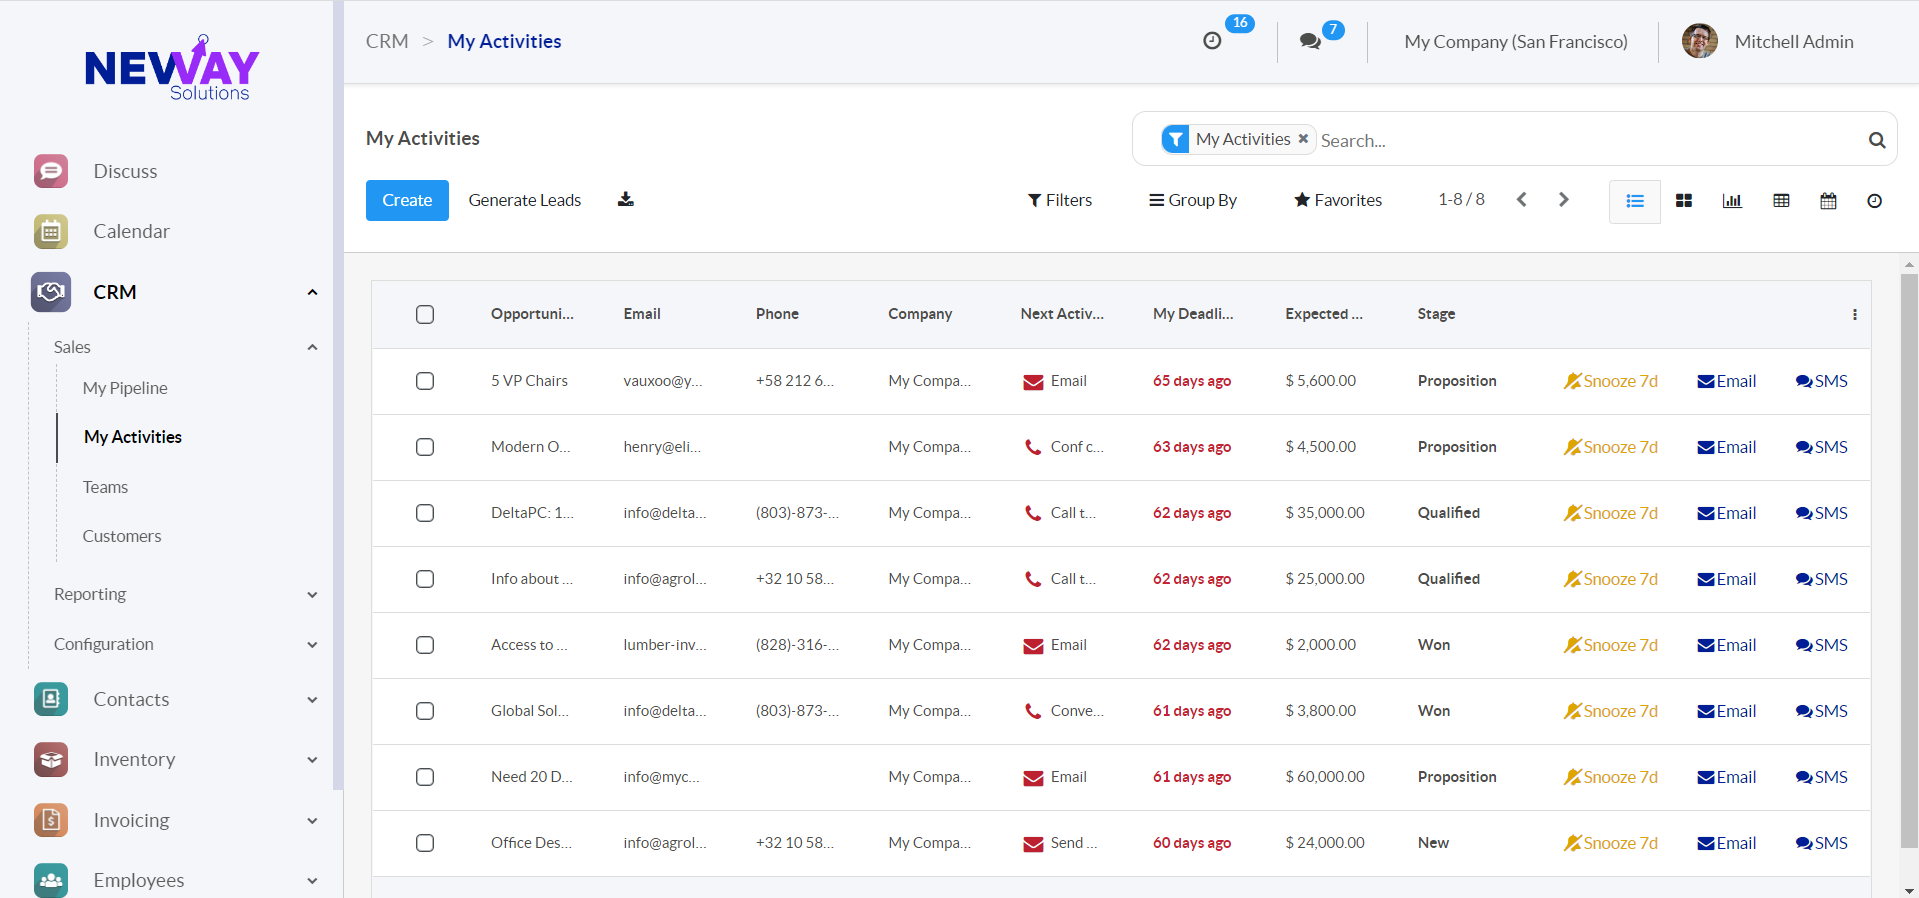 NEWAY
Solutions
CRM > My Activities
16
7
My Company (San Francisco)
Mitchell Admin
Discuss
Calendar
CRM
Sales
My Pipeline
My Activities
Teams
Customers
Reporting
Configuration
Contacts
Inventory
Invoicing
Employees
My Activities
My Activities Search...
Create Generate Leads Filters Group By Favorites 1-8 / 8
Opportuni... Email Phone Company Next Activ... My Deadli... Expected ... Stage
5 VP Chairs vauxoo@y... +58 212 6... My Compa... Email 65 days ago $ 5,600.00 Proposition Snooze 7d Email SMS
Modern O... henry@eli... My Compa... Conf c... 63 days ago $ 4,500.00 Proposition Snooze 7d Email SMS
DeltaPC: 1... info@delta... (803)-873-... My Compa... Call t... 62 days ago $ 35,000.00 Qualified Snooze 7d Email SMS
Info about ... info@agrol... +32 10 58... My Compa... Call t... 62 days ago $ 25,000.00 Qualified Snooze 7d Email SMS
Access to ... lumber-inv... (828)-316-... My Compa... Email 62 days ago $ 2,000.00 Won Snooze 7d Email SMS
Global Sol... info@delta... (803)-873-... My Compa... Conve... 61 days ago $ 3,800.00 Won Snooze 7d Email SMS
Need 20 D... info@myc... My Compa... Email 61 days ago $ 60,000.00 Proposition Snooze 7d Email SMS
Office Des... info@agrol... +32 10 58... My Compa... Send ... 60 days ago $ 24,000.00 New Snooze 7d Email SMS